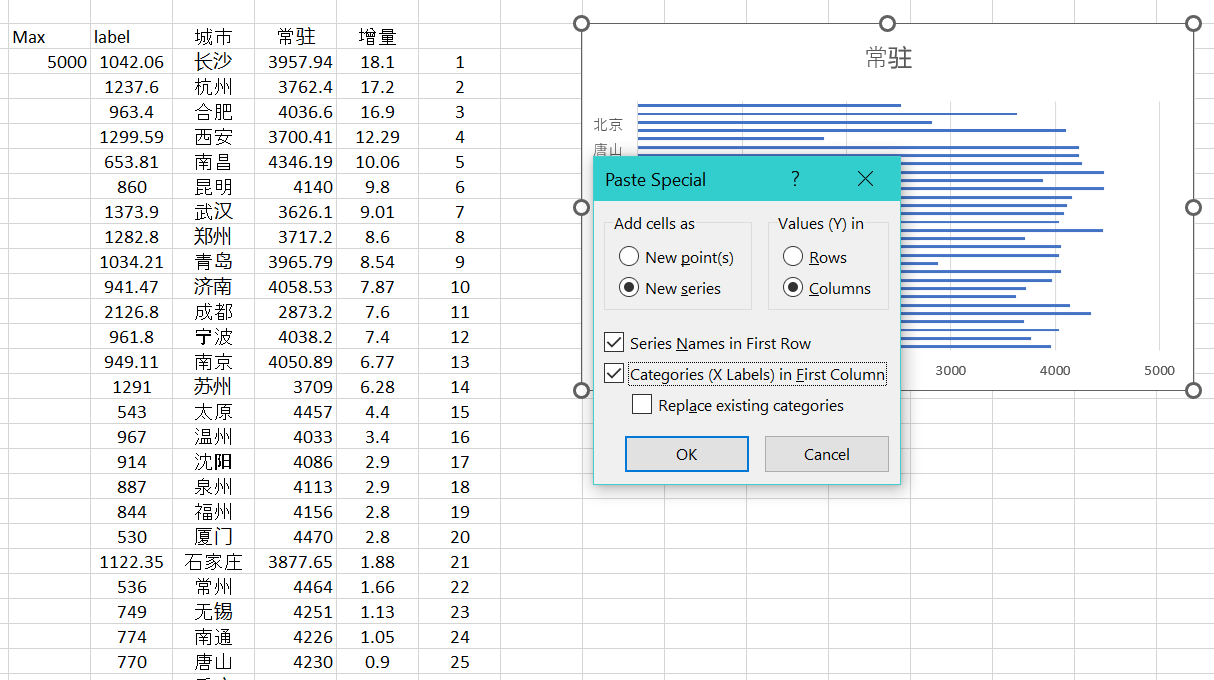 Max label 城市 常驻 增量
5000 1042.06 长沙 3957.94 18.1 1
1237.6 杭州 3762.4 17.2 2
963.4 合肥 4036.6 16.9 3
1299.59 西安 3700.41 12.29 4
653.81 南昌 4346.19 10.06 5
860 昆明 4140 9.8 6
1373.9 武汉 3626.1 9.01 7
1282.8 郑州 3717.2 8.6 8
1034.21 青岛 3965.79 8.54 9
941.47 济南 4058.53 7.87 10
2126.8 成都 2873.2 7.6 11
961.8 宁波 4038.2 7.4 12
949.11 南京 4050.89 6.77 13
1291 苏州 3709 6.28 14
543 太原 4457 4.4 15
967 温州 4033 3.4 16
914 沈阳 4086 2.9 17
887 泉州 4113 2.9 18
844 福州 4156 2.8 19
530 厦门 4470 2.8 20
1122.35 石家庄 3877.65 1.88 21
536 常州 4464 1.66 22
749 无锡 4251 1.13 23
774 南通 4226 1.05 24
770 唐山 4230 0.9 25
常驻
北京
唐山
3000 4000 5000
Paste Special ?
Add cells as Values (Y) in
New point(s) Rows
New series Columns
Series Names in First Row
Categories (X Labels) in First Column
Replace existing categories
OK Cancel